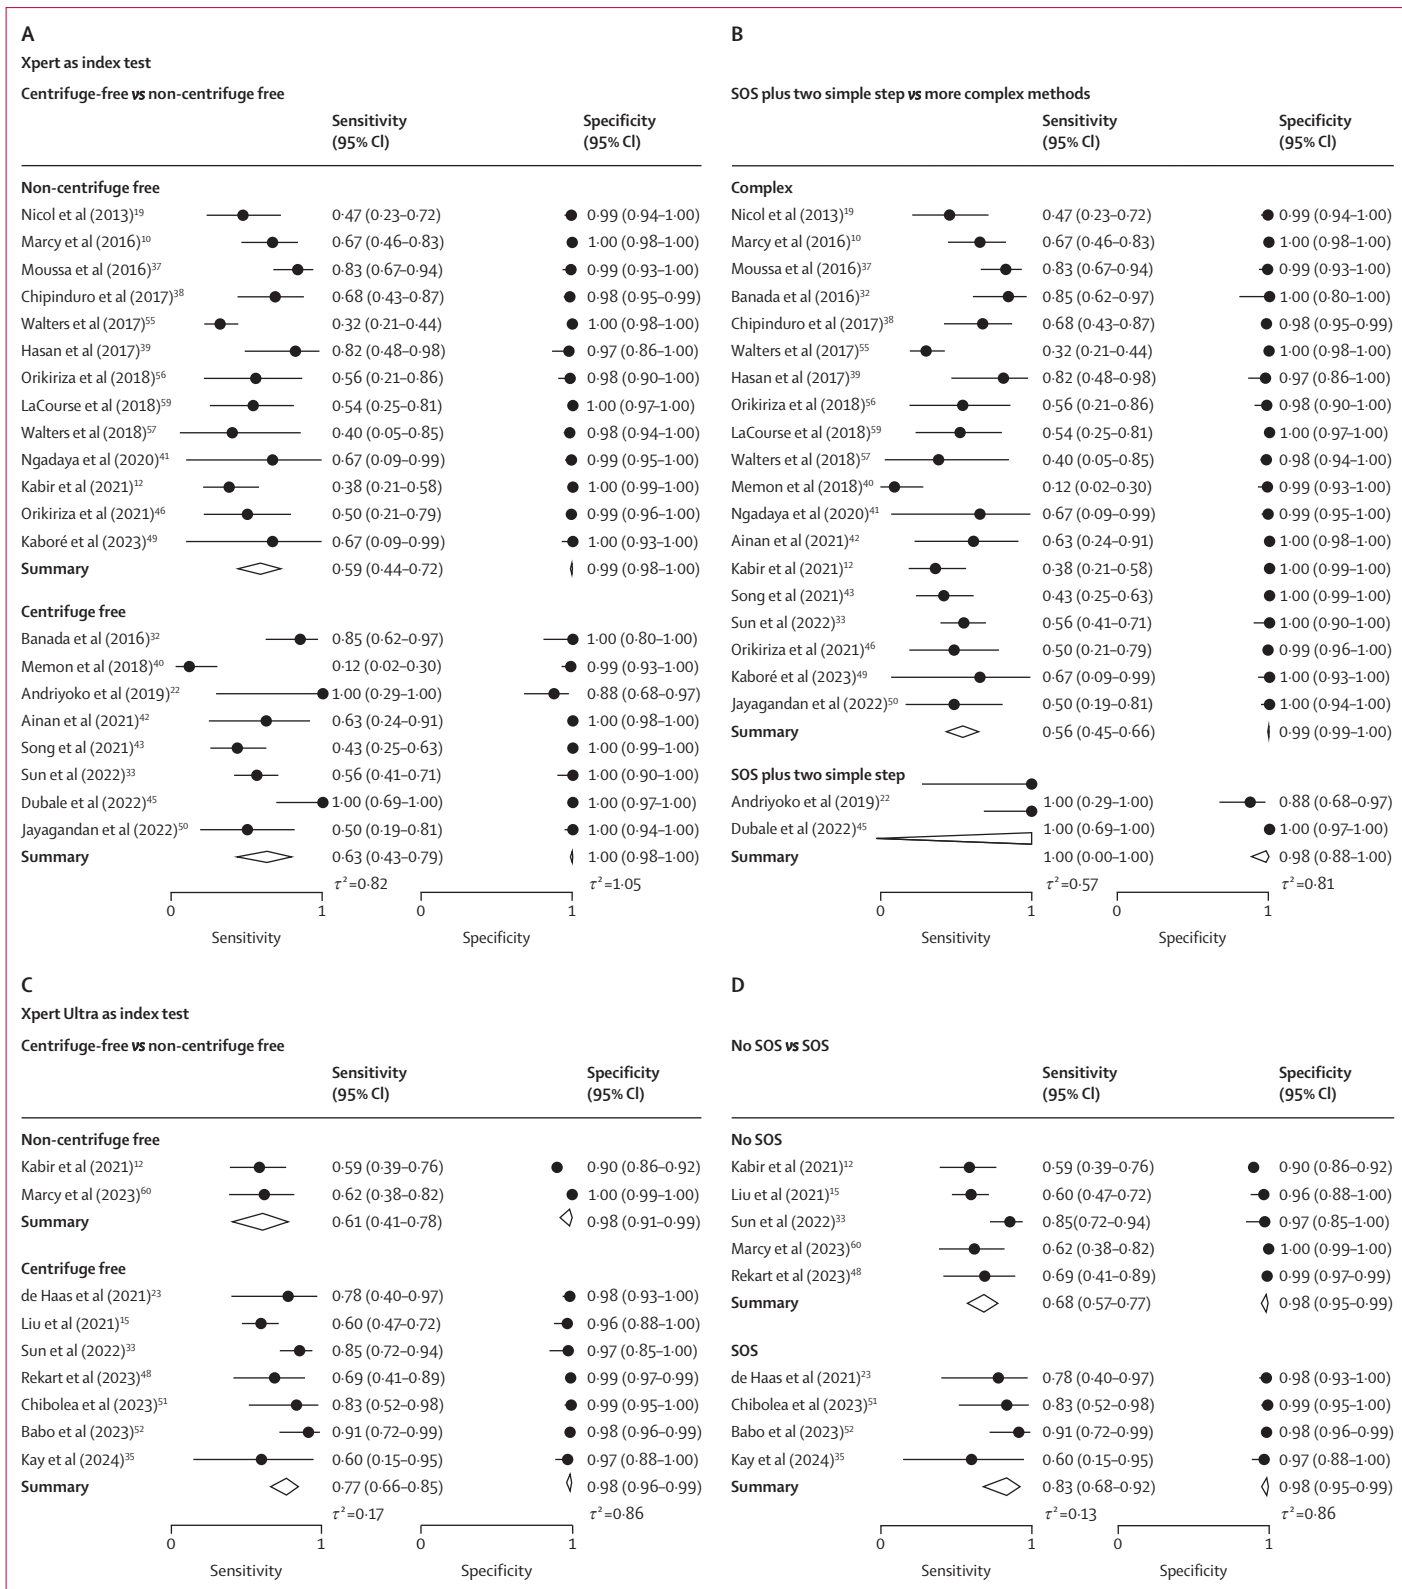 A
Xpert as index test
Centrifuge-free vs non-centrifuge free
Sensitivity (95% CI) Specificity (95% CI)
Non-centrifuge free
Nicol et al (2013)¹⁹ 0·47 (0·23–0·72) 0·99 (0·94–1·00)
Marcy et al (2016)¹⁰ 0·67 (0·46–0·83) 1·00 (0·98–1·00)
Moussa et al (2016)³⁷ 0·83 (0·67–0·94) 0·99 (0·93–1·00)
Chipinduro et al (2017)³⁸ 0·68 (0·43–0·87) 0·98 (0·95–0·99)
Walters et al (2017)⁵⁵ 0·32 (0·21–0·44) 1·00 (0·98–1·00)
Hasan et al (2017)³⁹ 0·82 (0·48–0·98) 0·97 (0·86–1·00)
Orikiriza et al (2018)⁵⁶ 0·56 (0·21–0·86) 0·98 (0·90–1·00)
LaCourse et al (2018)⁵⁹ 0·54 (0·25–0·81) 1·00 (0·97–1·00)
Walters et al (2018)⁵⁷ 0·40 (0·05–0·85) 0·98 (0·94–1·00)
Ngadaya et al (2020)⁴¹ 0·67 (0·09–0·99) 0·99 (0·95–1·00)
Kabir et al (2021)¹² 0·38 (0·21–0·58) 1·00 (0·99–1·00)
Orikiriza et al (2021)⁴⁶ 0·50 (0·21–0·79) 0·99 (0·96–1·00)
Kaboré et al (2023)⁴⁹ 0·67 (0·09–0·99) 1·00 (0·93–1·00)
Summary 0·59 (0·44–0·72) 0·99 (0·98–1·00)
Centrifuge free
Banada et al (2016)³² 0·85 (0·62–0·97) 1·00 (0·80–1·00)
Memon et al (2018)⁴⁰ 0·12 (0·02–0·30) 0·99 (0·93–1·00)
Andriyoko et al (2019)²² 1·00 (0·29–1·00) 0·88 (0·68–0·97)
Ainan et al (2021)⁴² 0·63 (0·24–0·91) 1·00 (0·98–1·00)
Song et al (2021)⁴³ 0·43 (0·25–0·63) 1·00 (0·99–1·00)
Sun et al (2022)³³ 0·56 (0·41–0·71) 1·00 (0·90–1·00)
Dubale et al (2022)⁴⁵ 1·00 (0·69–1·00) 1·00 (0·97–1·00)
Jayagandan et al (2022)⁵⁰ 0·50 (0·19–0·81) 1·00 (0·94–1·00)
Summary 0·63 (0·43–0·79) 1·00 (0·98–1·00)
τ²=0·82 τ²=1·05
0 1 0 1
Sensitivity Specificity
B
SOS plus two simple step vs more complex methods
Sensitivity (95% CI) Specificity (95% CI)
Complex
Nicol et al (2013)¹⁹ 0·47 (0·23–0·72) 0·99 (0·94–1·00)
Marcy et al (2016)¹⁰ 0·67 (0·46–0·83) 1·00 (0·98–1·00)
Moussa et al (2016)³⁷ 0·83 (0·67–0·94) 0·99 (0·93–1·00)
Banada et al (2016)³² 0·85 (0·62–0·97) 1·00 (0·80–1·00)
Chipinduro et al (2017)³⁸ 0·68 (0·43–0·87) 0·98 (0·95–0·99)
Walters et al (2017)⁵⁵ 0·32 (0·21–0·44) 1·00 (0·98–1·00)
Hasan et al (2017)³⁹ 0·82 (0·48–0·98) 0·97 (0·86–1·00)
Orikiriza et al (2018)⁵⁶ 0·56 (0·21–0·86) 0·98 (0·90–1·00)
LaCourse et al (2018)⁵⁹ 0·54 (0·25–0·81) 1·00 (0·97–1·00)
Walters et al (2018)⁵⁷ 0·40 (0·05–0·85) 0·98 (0·94–1·00)
Memon et al (2018)⁴⁰ 0·12 (0·02–0·30) 0·99 (0·93–1·00)
Ngadaya et al (2020)⁴¹ 0·67 (0·09–0·99) 0·99 (0·95–1·00)
Ainan et al (2021)⁴² 0·63 (0·24–0·91) 1·00 (0·98–1·00)
Kabir et al (2021)¹² 0·38 (0·21–0·58) 1·00 (0·99–1·00)
Song et al (2021)⁴³ 0·43 (0·25–0·63) 1·00 (0·99–1·00)
Sun et al (2022)³³ 0·56 (0·41–0·71) 1·00 (0·90–1·00)
Orikiriza et al (2021)⁴⁶ 0·50 (0·21–0·79) 0·99 (0·96–1·00)
Kaboré et al (2023)⁴⁹ 0·67 (0·09–0·99) 1·00 (0·93–1·00)
Jayagandan et al (2022)⁵⁰ 0·50 (0·19–0·81) 1·00 (0·94–1·00)
Summary 0·56 (0·45–0·66) 0·99 (0·99–1·00)
SOS plus two simple step
Andriyoko et al (2019)²² 1·00 (0·29–1·00) 0·88 (0·68–0·97)
Dubale et al (2022)⁴⁵ 1·00 (0·69–1·00) 1·00 (0·97–1·00)
Summary 1·00 (0·00–1·00) 0·98 (0·88–1·00)
τ²=0·57 τ²=0·81
0 1 0 1
Sensitivity Specificity
C
Xpert Ultra as index test
Centrifuge-free vs non-centrifuge free
Sensitivity (95% CI) Specificity (95% CI)
Non-centrifuge free
Kabir et al (2021)¹² 0·59 (0·39–0·76) 0·90 (0·86–0·92)
Marcy et al (2023)⁶⁰ 0·62 (0·38–0·82) 1·00 (0·99–1·00)
Summary 0·61 (0·41–0·78) 0·98 (0·91–0·99)
Centrifuge free
de Haas et al (2021)²³ 0·78 (0·40–0·97) 0·98 (0·93–1·00)
Liu et al (2021)¹⁵ 0·60 (0·47–0·72) 0·96 (0·88–1·00)
Sun et al (2022)³³ 0·85 (0·72–0·94) 0·97 (0·85–1·00)
Rekart et al (2023)⁴⁸ 0·69 (0·41–0·89) 0·99 (0·97–0·99)
Chibolea et al (2023)⁵¹ 0·83 (0·52–0·98) 0·99 (0·95–1·00)
Babo et al (2023)⁵² 0·91 (0·72–0·99) 0·98 (0·96–0·99)
Kay et al (2024)³⁵ 0·60 (0·15–0·95) 0·97 (0·88–1·00)
Summary 0·77 (0·66–0·85) 0·98 (0·96–0·99)
τ²=0·17 τ²=0·86
0 1 0 1
Sensitivity Specificity
D
No SOS vs SOS
Sensitivity (95% CI) Specificity (95% CI)
No SOS
Kabir et al (2021)¹² 0·59 (0·39–0·76) 0·90 (0·86–0·92)
Liu et al (2021)¹⁵ 0·60 (0·47–0·72) 0·96 (0·88–1·00)
Sun et al (2022)³³ 0·85(0·72–0·94) 0·97 (0·85–1·00)
Marcy et al (2023)⁶⁰ 0·62 (0·38–0·82) 1·00 (0·99–1·00)
Rekart et al (2023)⁴⁸ 0·69 (0·41–0·89) 0·99 (0·97–0·99)
Summary 0·68 (0·57–0·77) 0·98 (0·95–0·99)
SOS
de Haas et al (2021)²³ 0·78 (0·40–0·97) 0·98 (0·93–1·00)
Chibolea et al (2023)⁵¹ 0·83 (0·52–0·98) 0·99 (0·95–1·00)
Babo et al (2023)⁵² 0·91 (0·72–0·99) 0·98 (0·96–0·99)
Kay et al (2024)³⁵ 0·60 (0·15–0·95) 0·97 (0·88–1·00)
Summary 0·83 (0·68–0·92) 0·98 (0·95–0·99)
τ²=0·13 τ²=0·86
0 1 0 1
Sensitivity Specificity